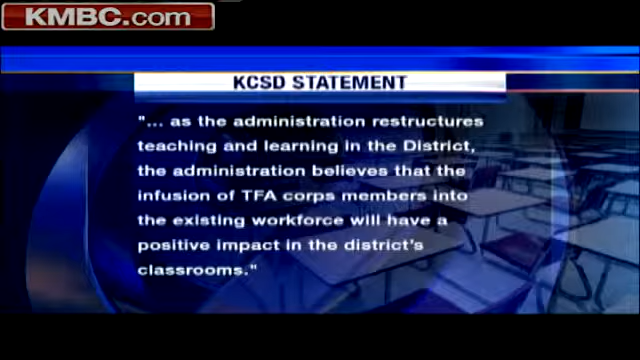 KMBC.com
KCSD STATEMENT
"... as the administration restructures
teaching and learning in the District,
the administration believes that the
infusion of TFA corps members into
the existing workforce will have a
positive impact in the district's
classrooms."